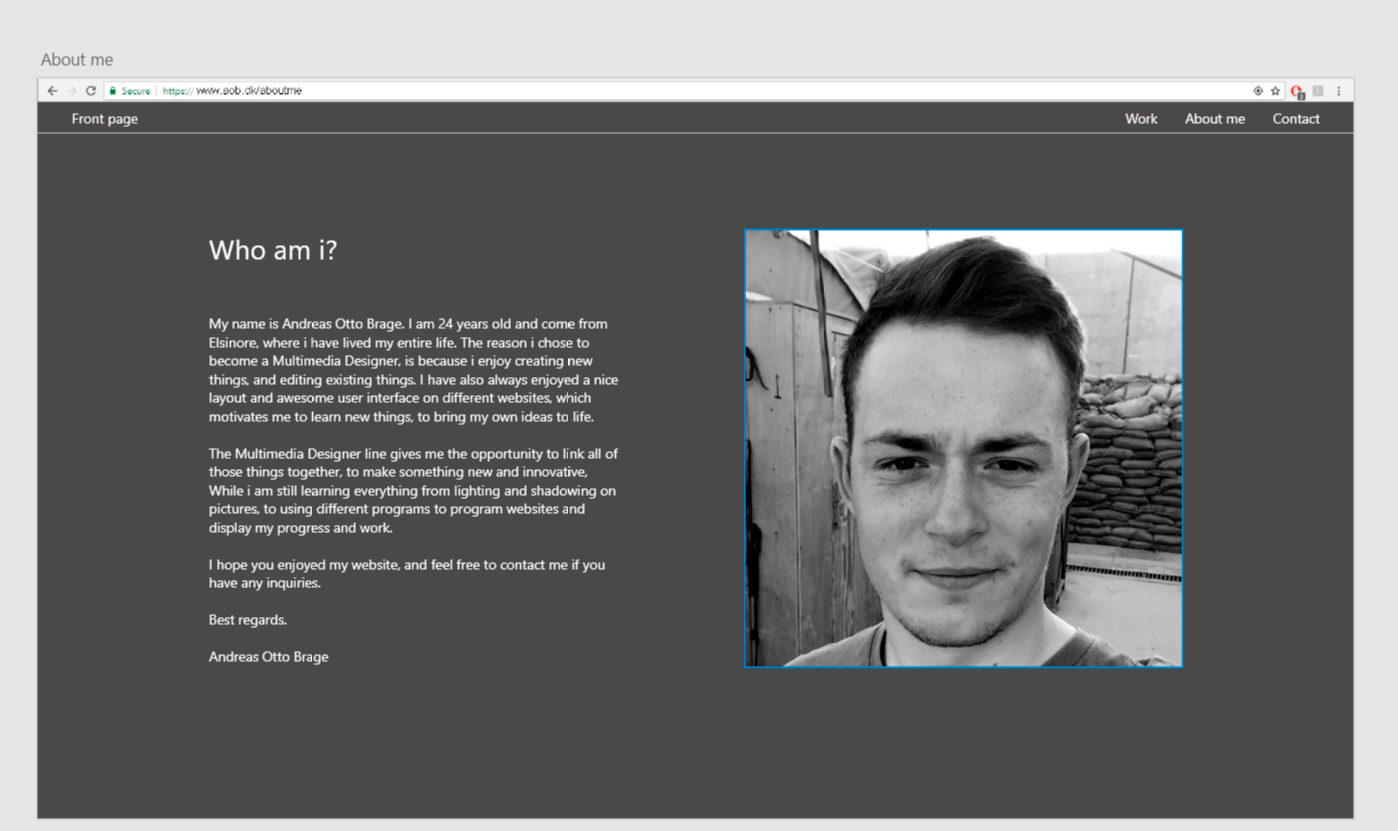 About me
Secure https://www.aob.dk/aboutme
Front page Work About me Contact
Who am i?
My name is Andreas Otto Brage. I am 24 years old and come from
Elsinore, where i have lived my entire life. The reason i chose to
become a Multimedia Designer, is because i enjoy creating new
things, and editing existing things. I have also always enjoyed a nice
layout and awesome user interface on different websites, which
motivates me to learn new things, to bring my own ideas to life.
The Multimedia Designer line gives me the opportunity to link all of
those things together, to make something new and innovative,
While i am still learning everything from lighting and shadowing on
pictures, to using different programs to program websites and
display my progress and work.
I hope you enjoyed my website, and feel free to contact me if you
have any inquiries.
Best regards.
Andreas Otto Brage